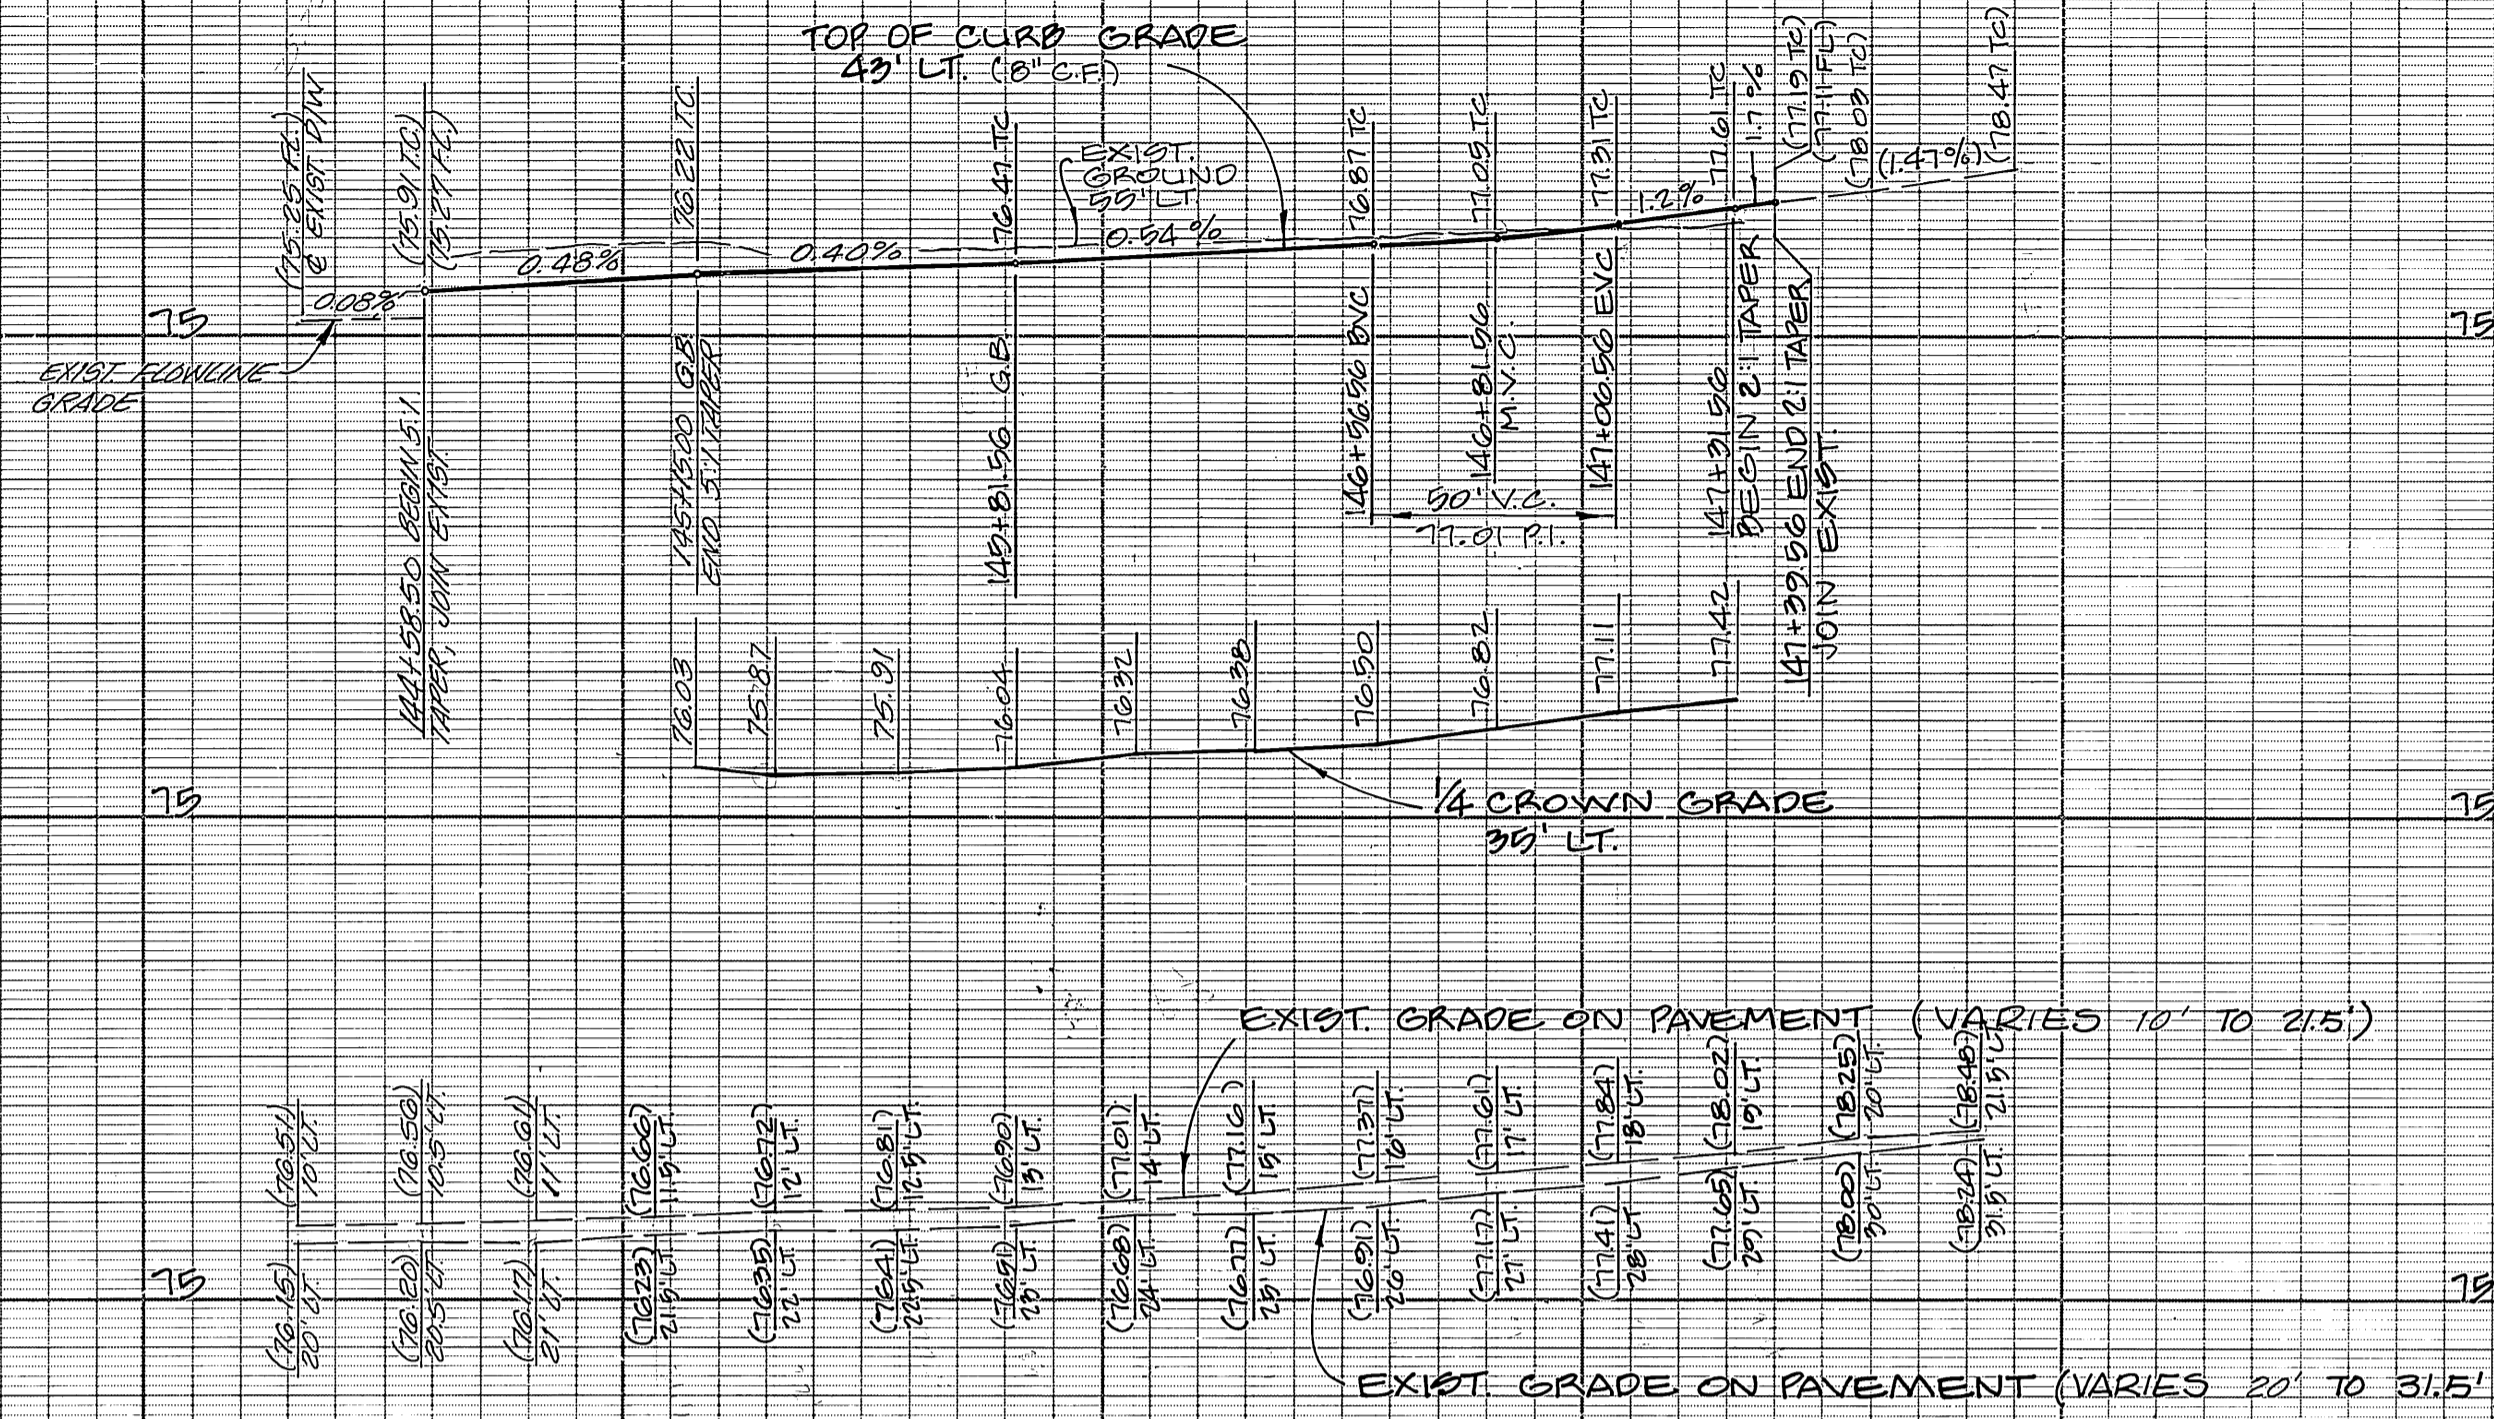 TOP OF CURB GRADE
43' LT. (8" C.F.)
(75.25 F.L.)
℄ EXIST. D/W
(75.91 T.C.)
(75.27 F.L.)
76.22 T.C.
76.47 TC
EXIST.
GROUND
55' LT
76.87 TC
77.05 TC
77.31 TC
77.61 TC
1.7%
(77.19 TC)
(77.11 FL)
(78.03 TC)
(1.47%)
(78.47 TC)
0.08%
0.48%
0.40%
0.54%
1.2%
75
75
EXIST. FLOWLINE
GRADE
144+58.50 BEGIN 5:1
TAPER, JOIN EXIST.
145+15.00 G.B.
END 5:1 TAPER
145+81.56 G.B.
146+56.56 BVC
146+81.56
M.V.C.
147+06.56 EVC
50' V.C.
77.01 P.I.
147+31.56
BEGIN 2:1 TAPER
147+39.56 END 2:1 TAPER
JOIN EXIST.
76.03
75.87
75.91
76.04
76.32
76.38
76.50
76.82
77.11
77.42
75
75
1/4 CROWN GRADE
35' LT.
EXIST. GRADE ON PAVEMENT (VARIES 10' TO 21.5')
(76.51)
10' LT.
(76.56)
10.5' LT.
(76.61)
11' LT.
(76.66)
11.5' LT.
(76.72)
12' LT.
(76.81)
12.5' LT.
(76.90)
13' LT.
(77.01)
14' LT.
(77.16)
15' LT.
(77.37)
16' LT.
(77.61)
17' LT.
(77.84)
18' LT.
(78.02)
19' LT.
(78.25)
20' LT.
(78.48)
21.5' LT
75
75
(76.15)
20' LT.
(76.20)
20.5' LT
(76.17)
21' LT.
(76.23)
21.5' LT.
(76.35)
22' LT.
(76.41)
22.5' LT.
(76.51)
23' LT.
(76.68)
24' LT.
(76.77)
25' LT.
(76.91)
26' LT.
(77.17)
27' LT.
(77.41)
28' LT
(77.65)
29' LT.
(78.00)
30' LT.
(78.24)
31.5' LT.
EXIST. GRADE ON PAVEMENT (VARIES 20' TO 31.5'